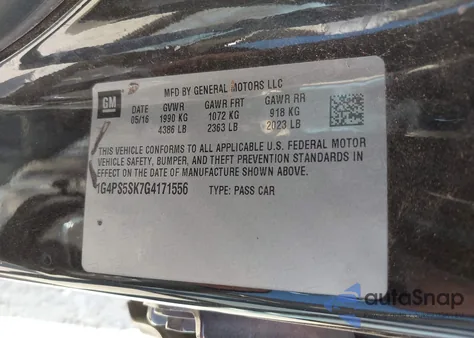 MFD BY GENERAL MOTORS LLC
GM
DATE GVWR GAWR FRT GAWR RR
05/16 1990 KG 1072 KG 918 KG
4386 LB 2363 LB 2023 LB
THIS VEHICLE CONFORMS TO ALL APPLICABLE U.S. FEDERAL MOTOR
VEHICLE SAFETY, BUMPER, AND THEFT PREVENTION STANDARDS IN
EFFECT ON THE DATE OF MANUFACTURE SHOWN ABOVE.
1G4PS5SK7G4171556 TYPE: PASS CAR
autoSnap